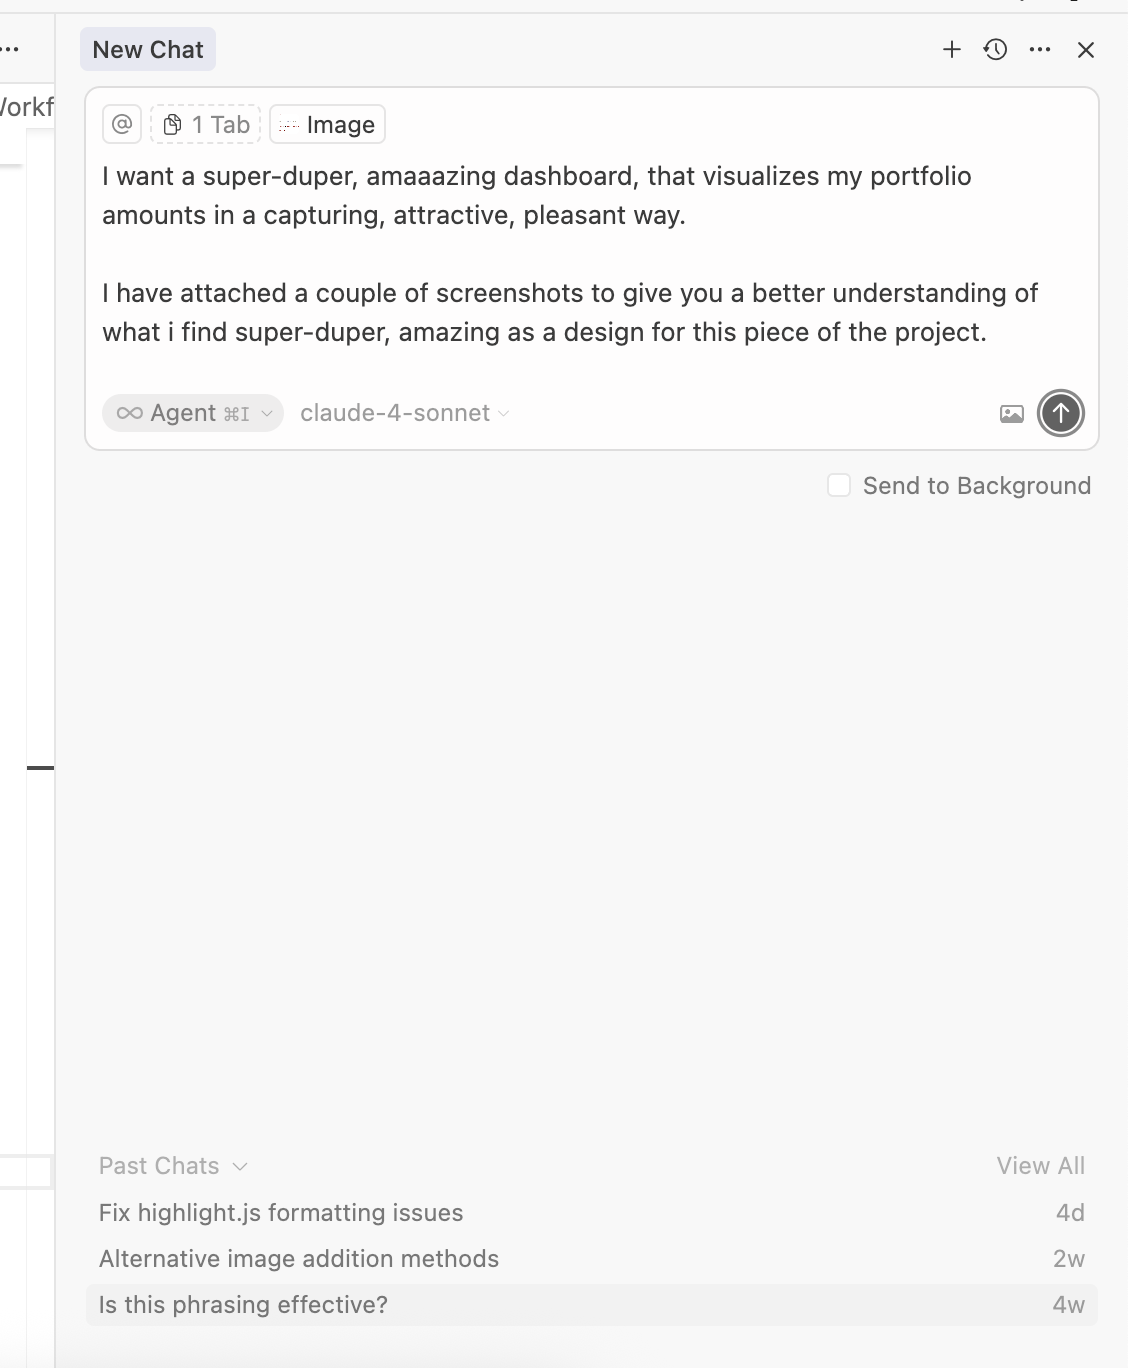 New Chat
@ 1 Tab Image
I want a super-duper, amaaazing dashboard, that visualizes my portfolio
amounts in a capturing, attractive, pleasant way.
I have attached a couple of screenshots to give you a better understanding of
what i find super-duper, amazing as a design for this piece of the project.
Agent ⌘I claude-4-sonnet
Send to Background
Past Chats View All
Fix highlight.js formatting issues 4d
Alternative image addition methods 2w
Is this phrasing effective? 4w